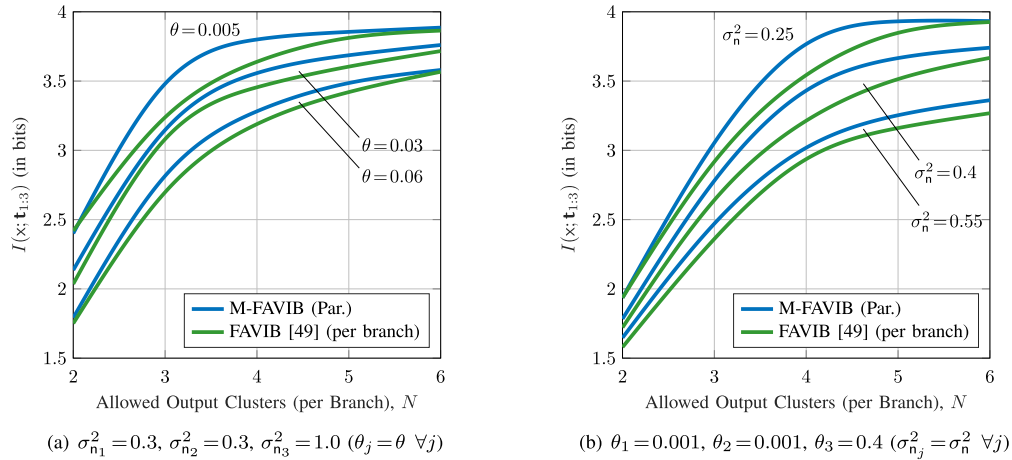 4
3.5
3
2.5
2
1.5
2
3
4
5
6
I(x; t₁:₃) (in bits)
Allowed Output Clusters (per Branch), N
θ=0.005
θ=0.03
θ=0.06
M-FAVIB (Par.)
FAVIB [49] (per branch)
(a) σ²ₙ₁=0.3, σ²ₙ₂=0.3, σ²ₙ₃=1.0 (θⱼ=θ ∀j)
4
3.5
3
2.5
2
1.5
2
3
4
5
6
I(x; t₁:₃) (in bits)
Allowed Output Clusters (per Branch), N
σ²ₙ=0.25
σ²ₙ=0.4
σ²ₙ=0.55
M-FAVIB (Par.)
FAVIB [49] (per branch)
(b) θ₁=0.001, θ₂=0.001, θ₃=0.4 (σ²ₙⱼ=σ²ₙ ∀j)